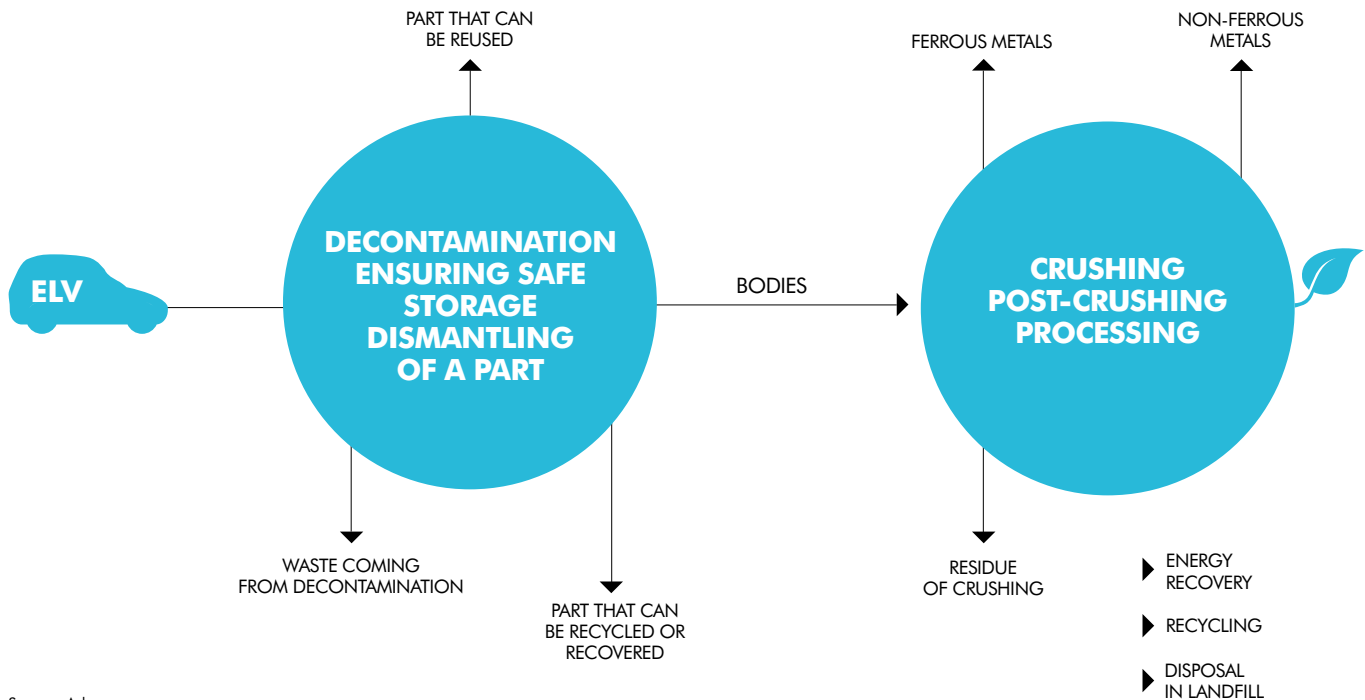 PART THAT CAN
BE REUSED
FERROUS METALS
NON-FERROUS
METALS
ELV
DECONTAMINATION
ENSURING SAFE
STORAGE
DISMANTLING
OF A PART
BODIES
CRUSHING
POST-CRUSHING
PROCESSING
WASTE COMING
FROM DECONTAMINATION
PART THAT CAN
BE RECYCLED OR
RECOVERED
RESIDUE
OF CRUSHING
ENERGY
RECOVERY
RECYCLING
DISPOSAL
IN LANDFILL